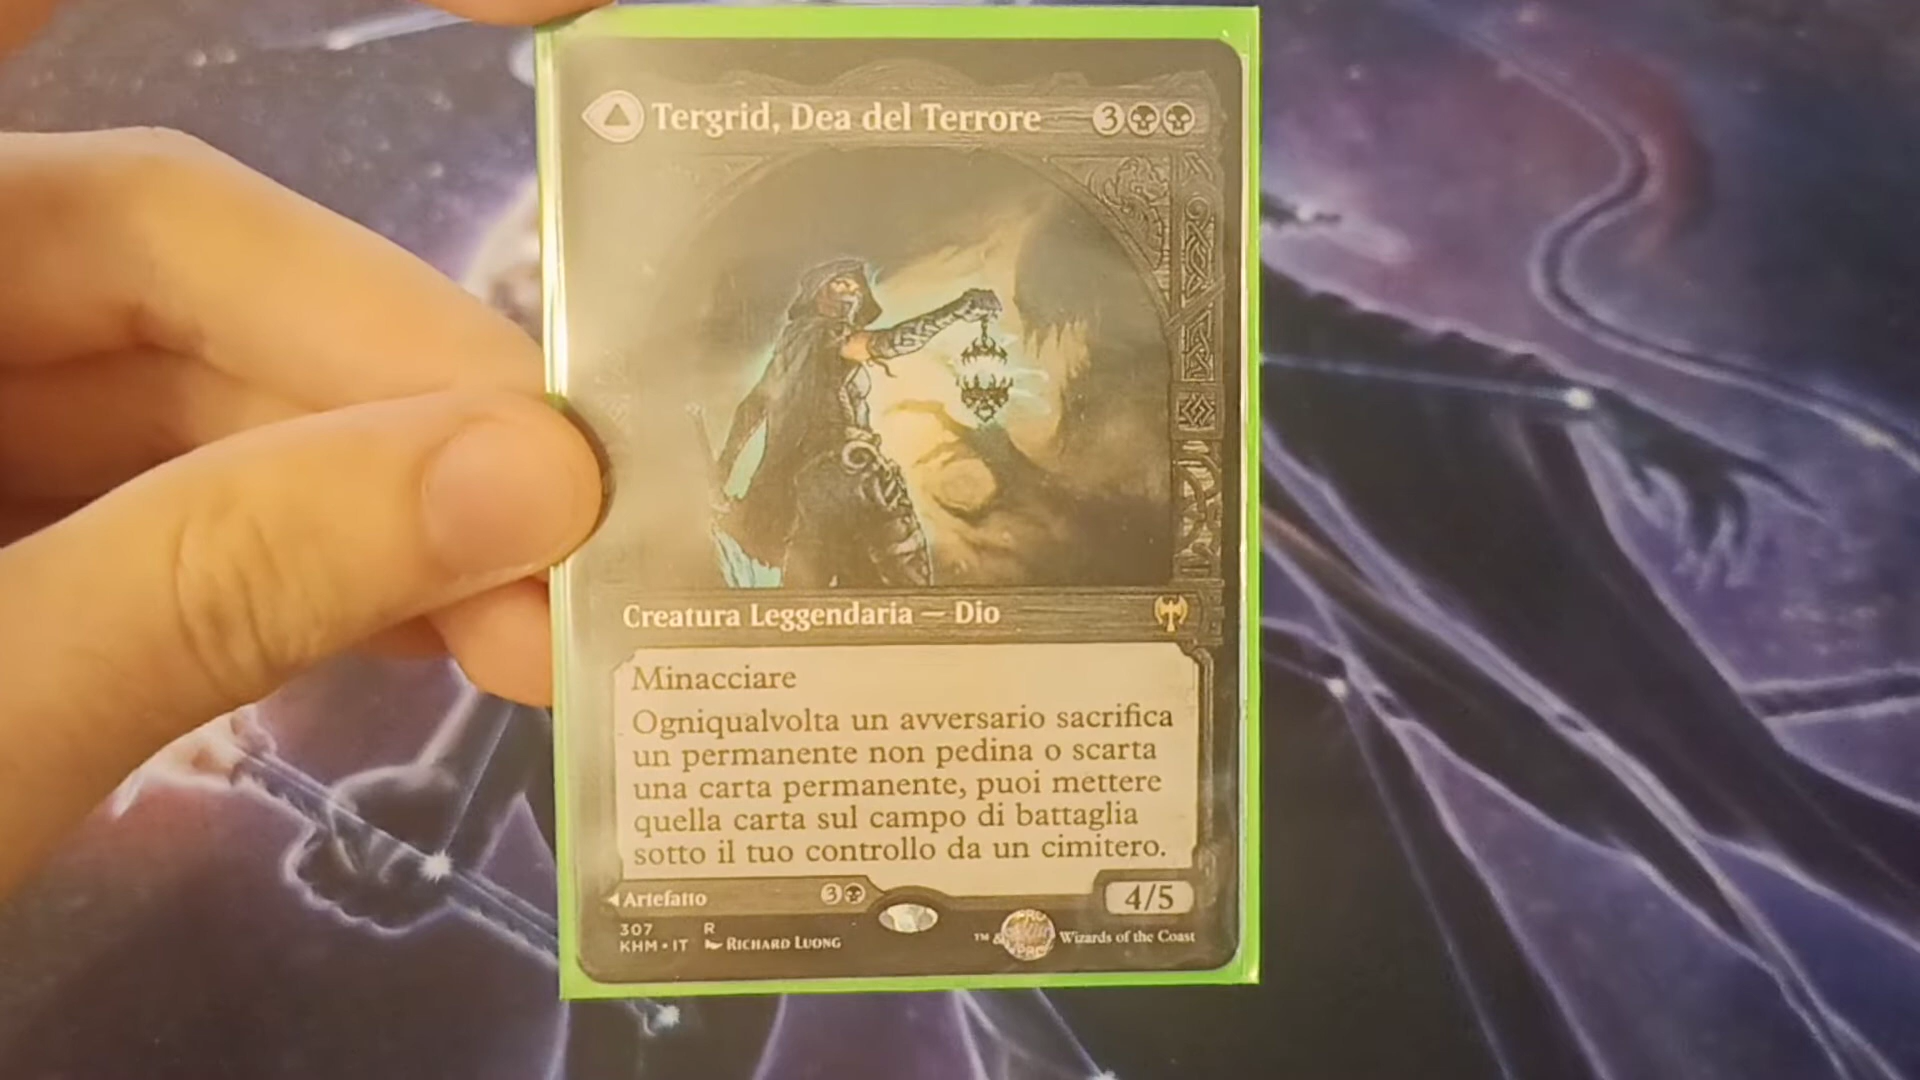 Tergrid, Dea del Terrore 3
Creatura Leggendaria — Dio
Minacciare
Ogniqualvolta un avversario sacrifica
un permanente non pedina o scarta
una carta permanente, puoi mettere
quella carta sul campo di battaglia
sotto il tuo controllo da un cimitero.
Artefatto 3
4/5
307 R
KHM • IT Richard Luong
™ & Wizards of the Coast